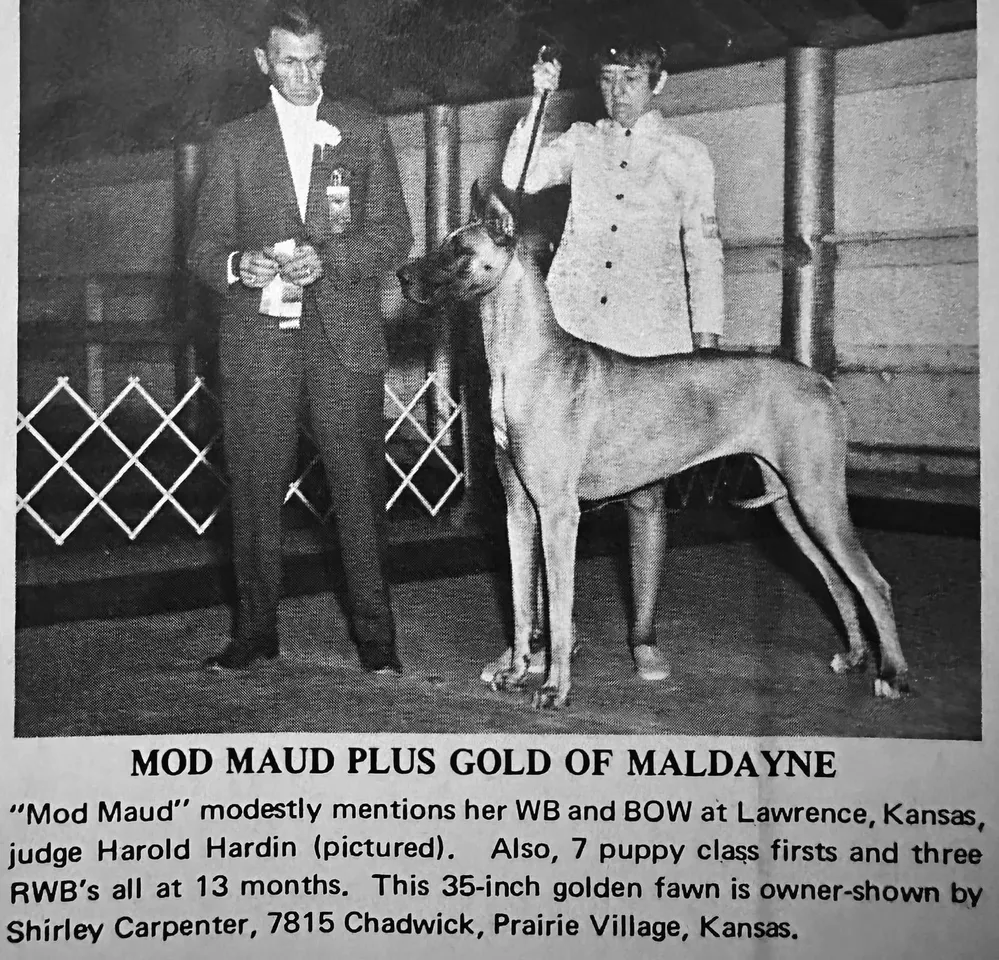 MOD MAUD PLUS GOLD OF MALDAYNE
"Mod Maud" modestly mentions her WB and BOW at Lawrence, Kansas,
judge Harold Hardin (pictured). Also, 7 puppy class firsts and three
RWB's all at 13 months. This 35-inch golden fawn is owner-shown by
Shirley Carpenter, 7815 Chadwick, Prairie Village, Kansas.